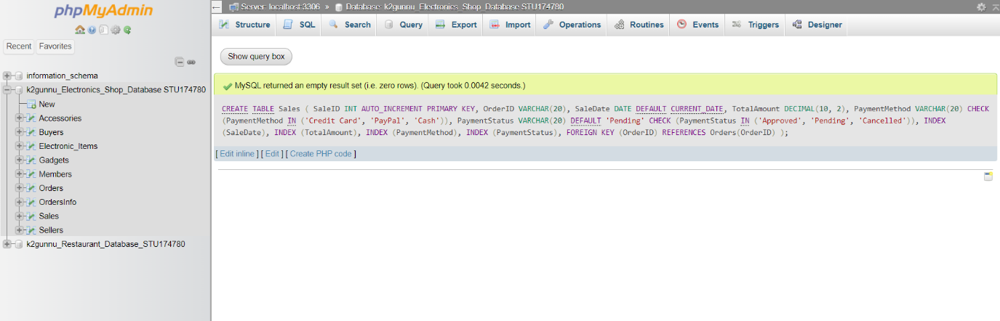 phpMyAdmin
Recent Favorites
information_schema
k2gunnu_Electronics_Shop_Database STU174780
New
Accessories
Buyers
Electronic_Items
Gadgets
Members
Orders
OrdersInfo
Sales
Sellers
k2gunnu_Restaurant_Database_STU174780
Server: localhost:3306 » Database: k2gunnu_Electronics_Shop_Database STU174780
Structure SQL Search Query Export Import Operations Routines Events Triggers Designer
Show query box
MySQL returned an empty result set (i.e. zero rows). (Query took 0.0042 seconds.)
CREATE TABLE Sales ( SaleID INT AUTO_INCREMENT PRIMARY KEY, OrderID VARCHAR(20), SaleDate DATE DEFAULT CURRENT_DATE, TotalAmount DECIMAL(10, 2), PaymentMethod VARCHAR(20) CHECK
(PaymentMethod IN ('Credit Card', 'PayPal', 'Cash')), PaymentStatus VARCHAR(20) DEFAULT 'Pending' CHECK (PaymentStatus IN ('Approved', 'Pending', 'Cancelled')), INDEX
(SaleDate), INDEX (TotalAmount), INDEX (PaymentMethod), INDEX (PaymentStatus), FOREIGN KEY (OrderID) REFERENCES Orders(OrderID) );
[ Edit inline ] [ Edit ] [ Create PHP code ]